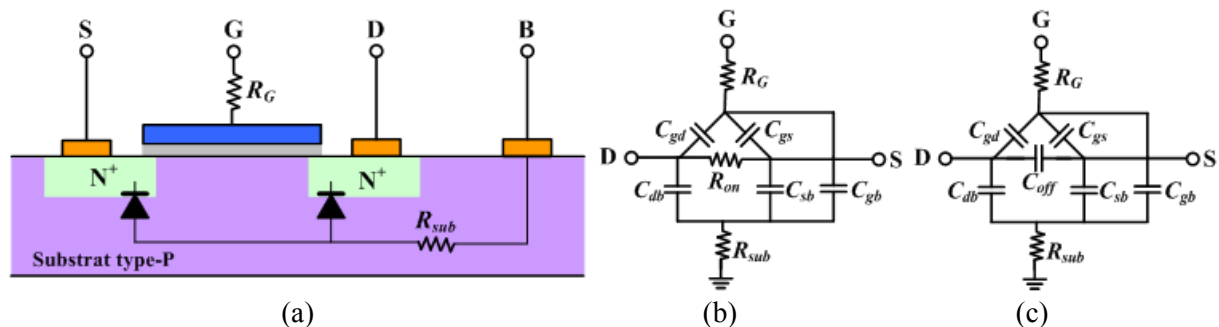 S
G
D
B
R_G
N⁺
N⁺
R_sub
Substrat type-P
(a)
G
R_G
C_gd
C_gs
D
S
R_on
C_db
C_sb
C_gb
R_sub
(b)
G
R_G
C_gd
C_gs
D
S
C_off
C_db
C_sb
C_gb
R_sub
(c)